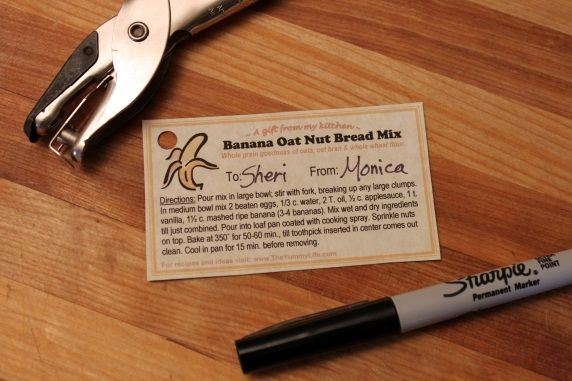 ~ A gift from my kitchen ~
Banana Oat Nut Bread Mix
Whole grain goodness of oats, oat bran & whole wheat flour.
To: Sheri From: Monica
Directions: Pour mix in large bowl; stir with fork, breaking up any large clumps.
In medium bowl mix 2 beaten eggs, 1/3 c. water, 2 T. oil, ½ c. applesauce, 1 t.
vanilla, 1½ c. mashed ripe banana (3-4 bananas). Mix wet and dry ingredients
till just combined. Pour into loaf pan coated with cooking spray. Sprinkle nuts
on top. Bake at 350˚ for 50-60 min., till toothpick inserted in center comes out
clean. Cool in pan for 15 min. before removing.
For recipes and ideas visit: www.TheYummyLife.com
Sharpie
FINE POINT
Permanent Marker